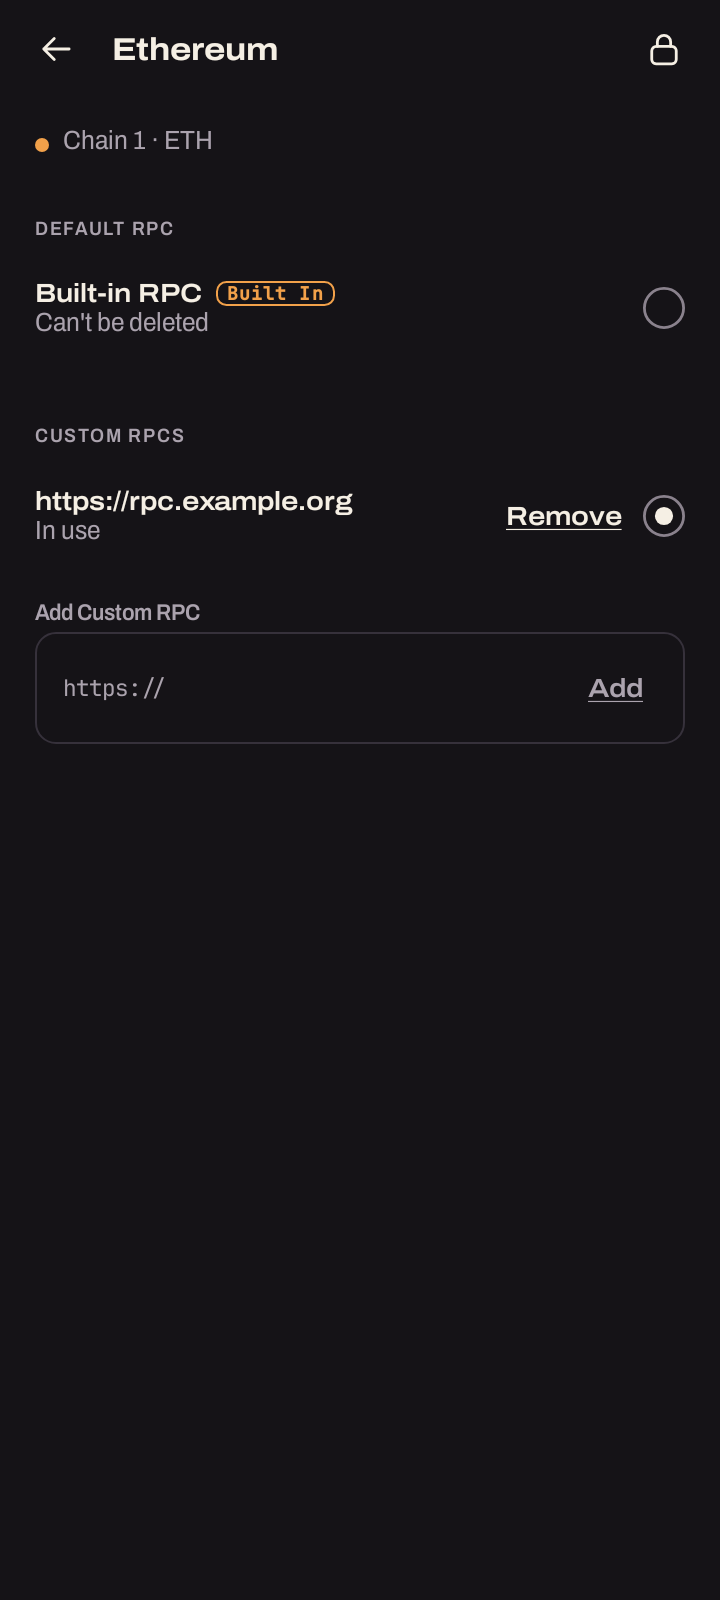 Ethereum
Chain 1 · ETH
DEFAULT RPC
Built-in RPC Built In
Can't be deleted
CUSTOM RPCS
https://rpc.example.org
In use
Remove
Add Custom RPC
https:// Add